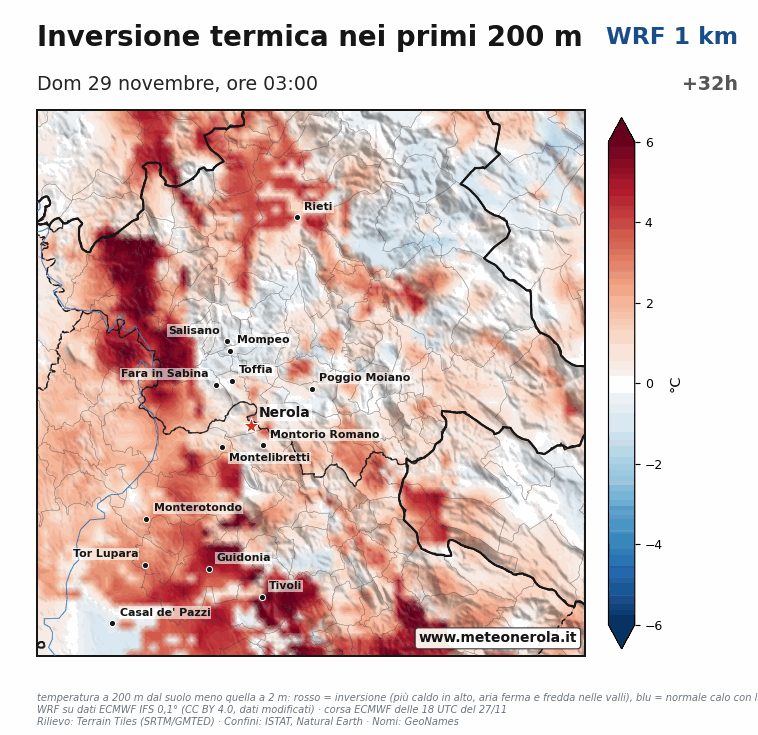 Inversione termica nei primi 200 m
WRF 1 km
Dom 29 novembre, ore 03:00
+32h
Rieti
Salisano
Mompeo
Fara in Sabina
Toffia
Poggio Moiano
Nerola
Montorio Romano
Montelibretti
Monterotondo
Tor Lupara
Guidonia
Tivoli
Casal de' Pazzi
www.meteonerola.it
6
4
2
0
−2
−4
−6
°C
temperatura a 200 m dal suolo meno quella a 2 m: rosso = inversione (più caldo in alto, aria ferma e fredda nelle valli), blu = normale calo con l
WRF su dati ECMWF IFS 0,1° (CC BY 4.0, dati modificati) · corsa ECMWF delle 18 UTC del 27/11
Rilievo: Terrain Tiles (SRTM/GMTED) · Confini: ISTAT, Natural Earth · Nomi: GeoNames